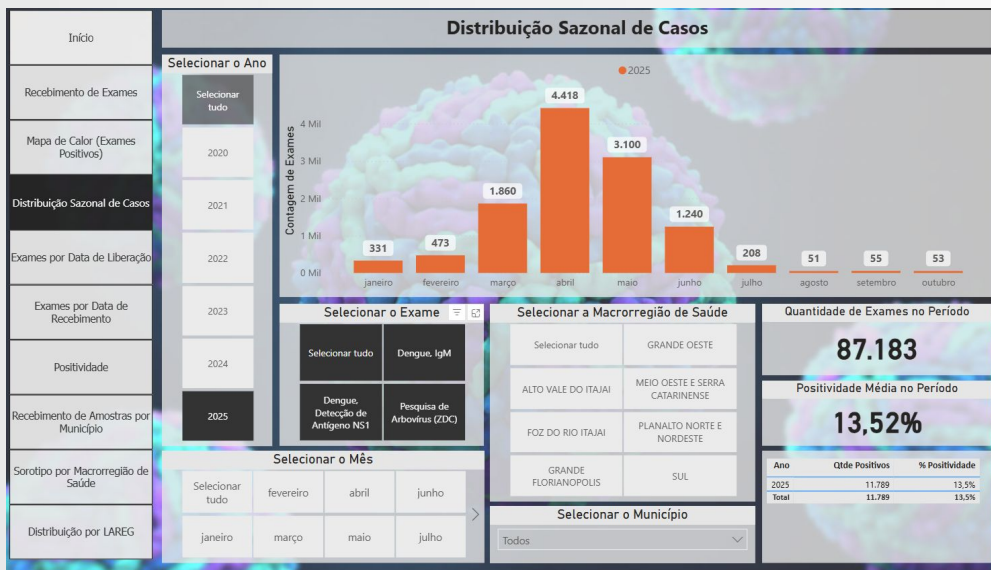 Início
Recebimento de Exames
Mapa de Calor (Exames
Positivos)
Distribuição Sazonal de Casos
Exames por Data de Liberação
Exames por Data de
Recebimento
Positividade
Recebimento de Amostras por
Município
Sorotipo por Macrorregião de
Saúde
Distribuição por LAREG
Distribuição Sazonal de Casos
Selecionar o Ano
Selecionar
tudo
2020
2021
2022
2023
2024
2025
2025
Contagem de Exames
4 Mil
3 Mil
2 Mil
1 Mil
0 Mil
331
473
1.860
4.418
3.100
1.240
208
51
55
53
janeiro
fevereiro
março
abril
maio
junho
julho
agosto
setembro
outubro
Selecionar o Exame
Selecionar tudo
Dengue, IgM
Dengue,
Detecção de
Antígeno NS1
Pesquisa de
Arbovírus (ZDC)
Selecionar a Macrorregião de Saúde
Selecionar tudo
GRANDE OESTE
ALTO VALE DO ITAJAI
MEIO OESTE E SERRA
CATARINENSE
FOZ DO RIO ITAJAI
PLANALTO NORTE E
NORDESTE
GRANDE
FLORIANOPOLIS
SUL
Quantidade de Exames no Período
87.183
Positividade Média no Período
13,52%
Ano Qtde Positivos % Positividade
2025 11.789 13,5%
Total 11.789 13,5%
Selecionar o Mês
Selecionar
tudo
fevereiro
abril
junho
janeiro
março
maio
julho
Selecionar o Município
Todos